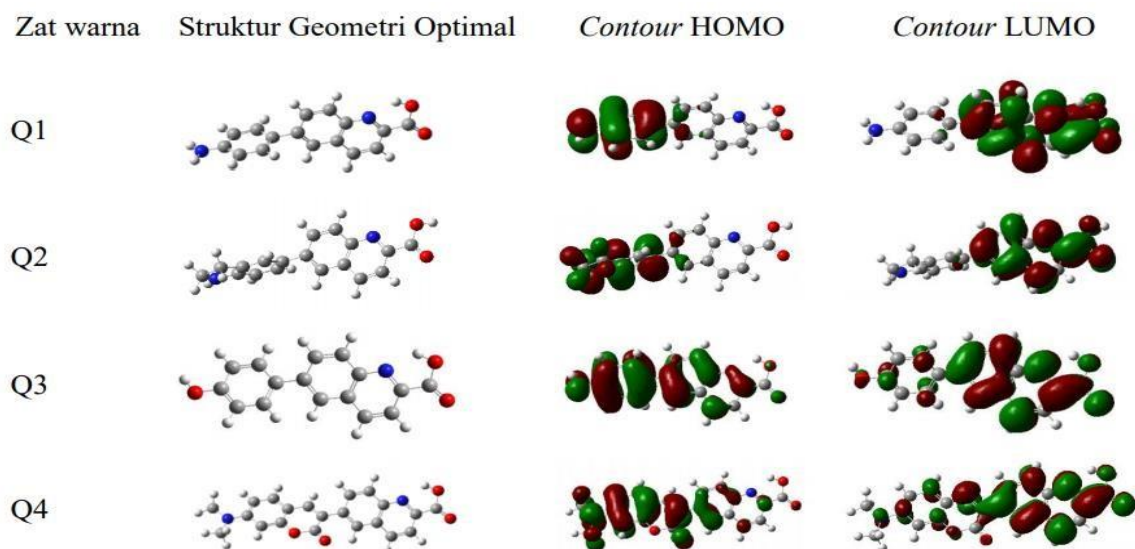 Zat warna Struktur Geometri Optimal Contour HOMO Contour LUMO
Q1
Q2
Q3
Q4